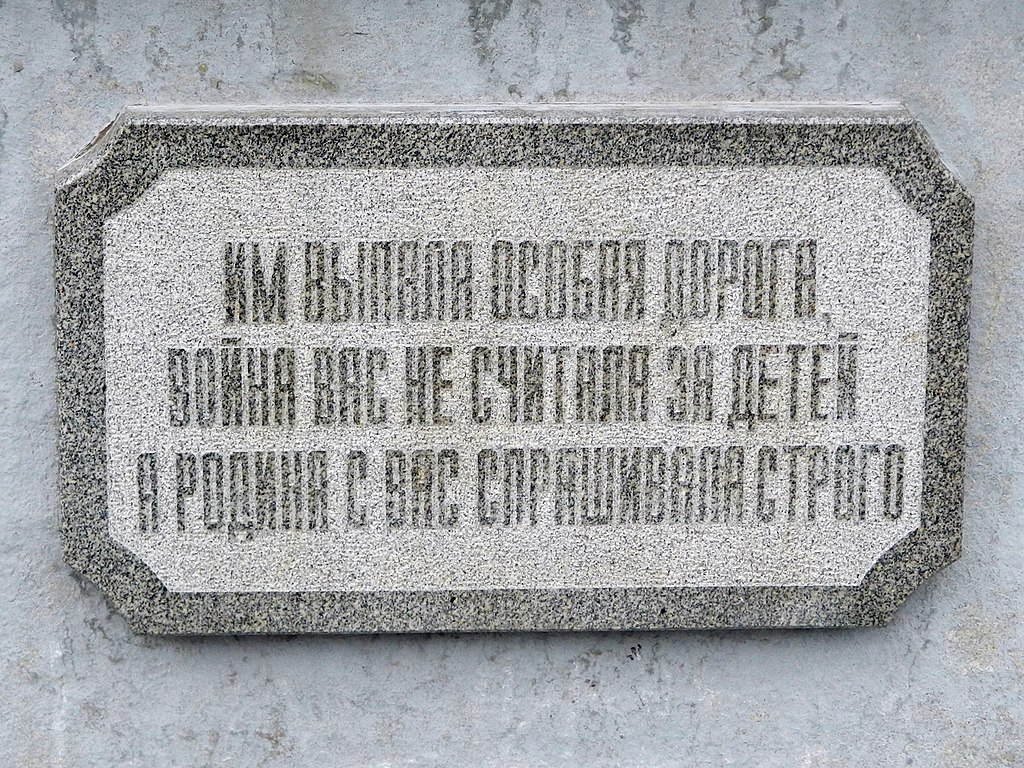 ИМ ВЫПАЛА ОСОБАЯ ДОРОГА,
ВОЙНА ВАС НЕ СЧИТАЛА ЗА ДЕТЕЙ
А РОДИНА С ВАС СПРАШИВАЛА СТРОГО